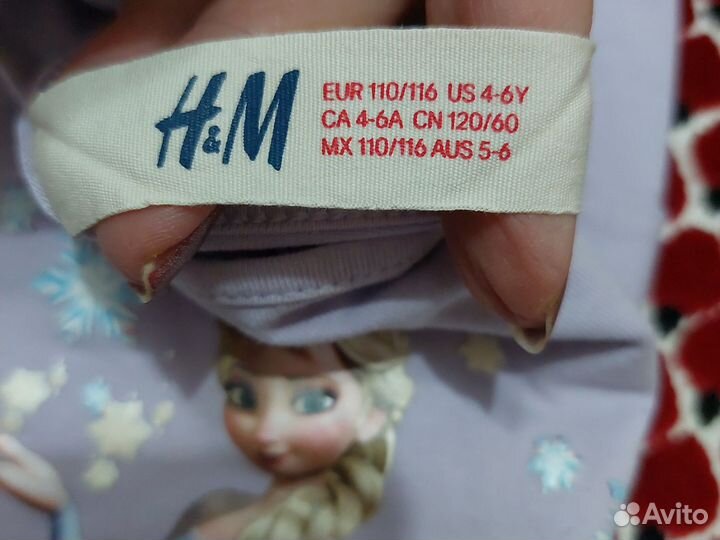 H&M
EUR 110/116 US 4-6Y
CA 4-6A CN 120/60
MX 110/116 AUS 5-6
Avito